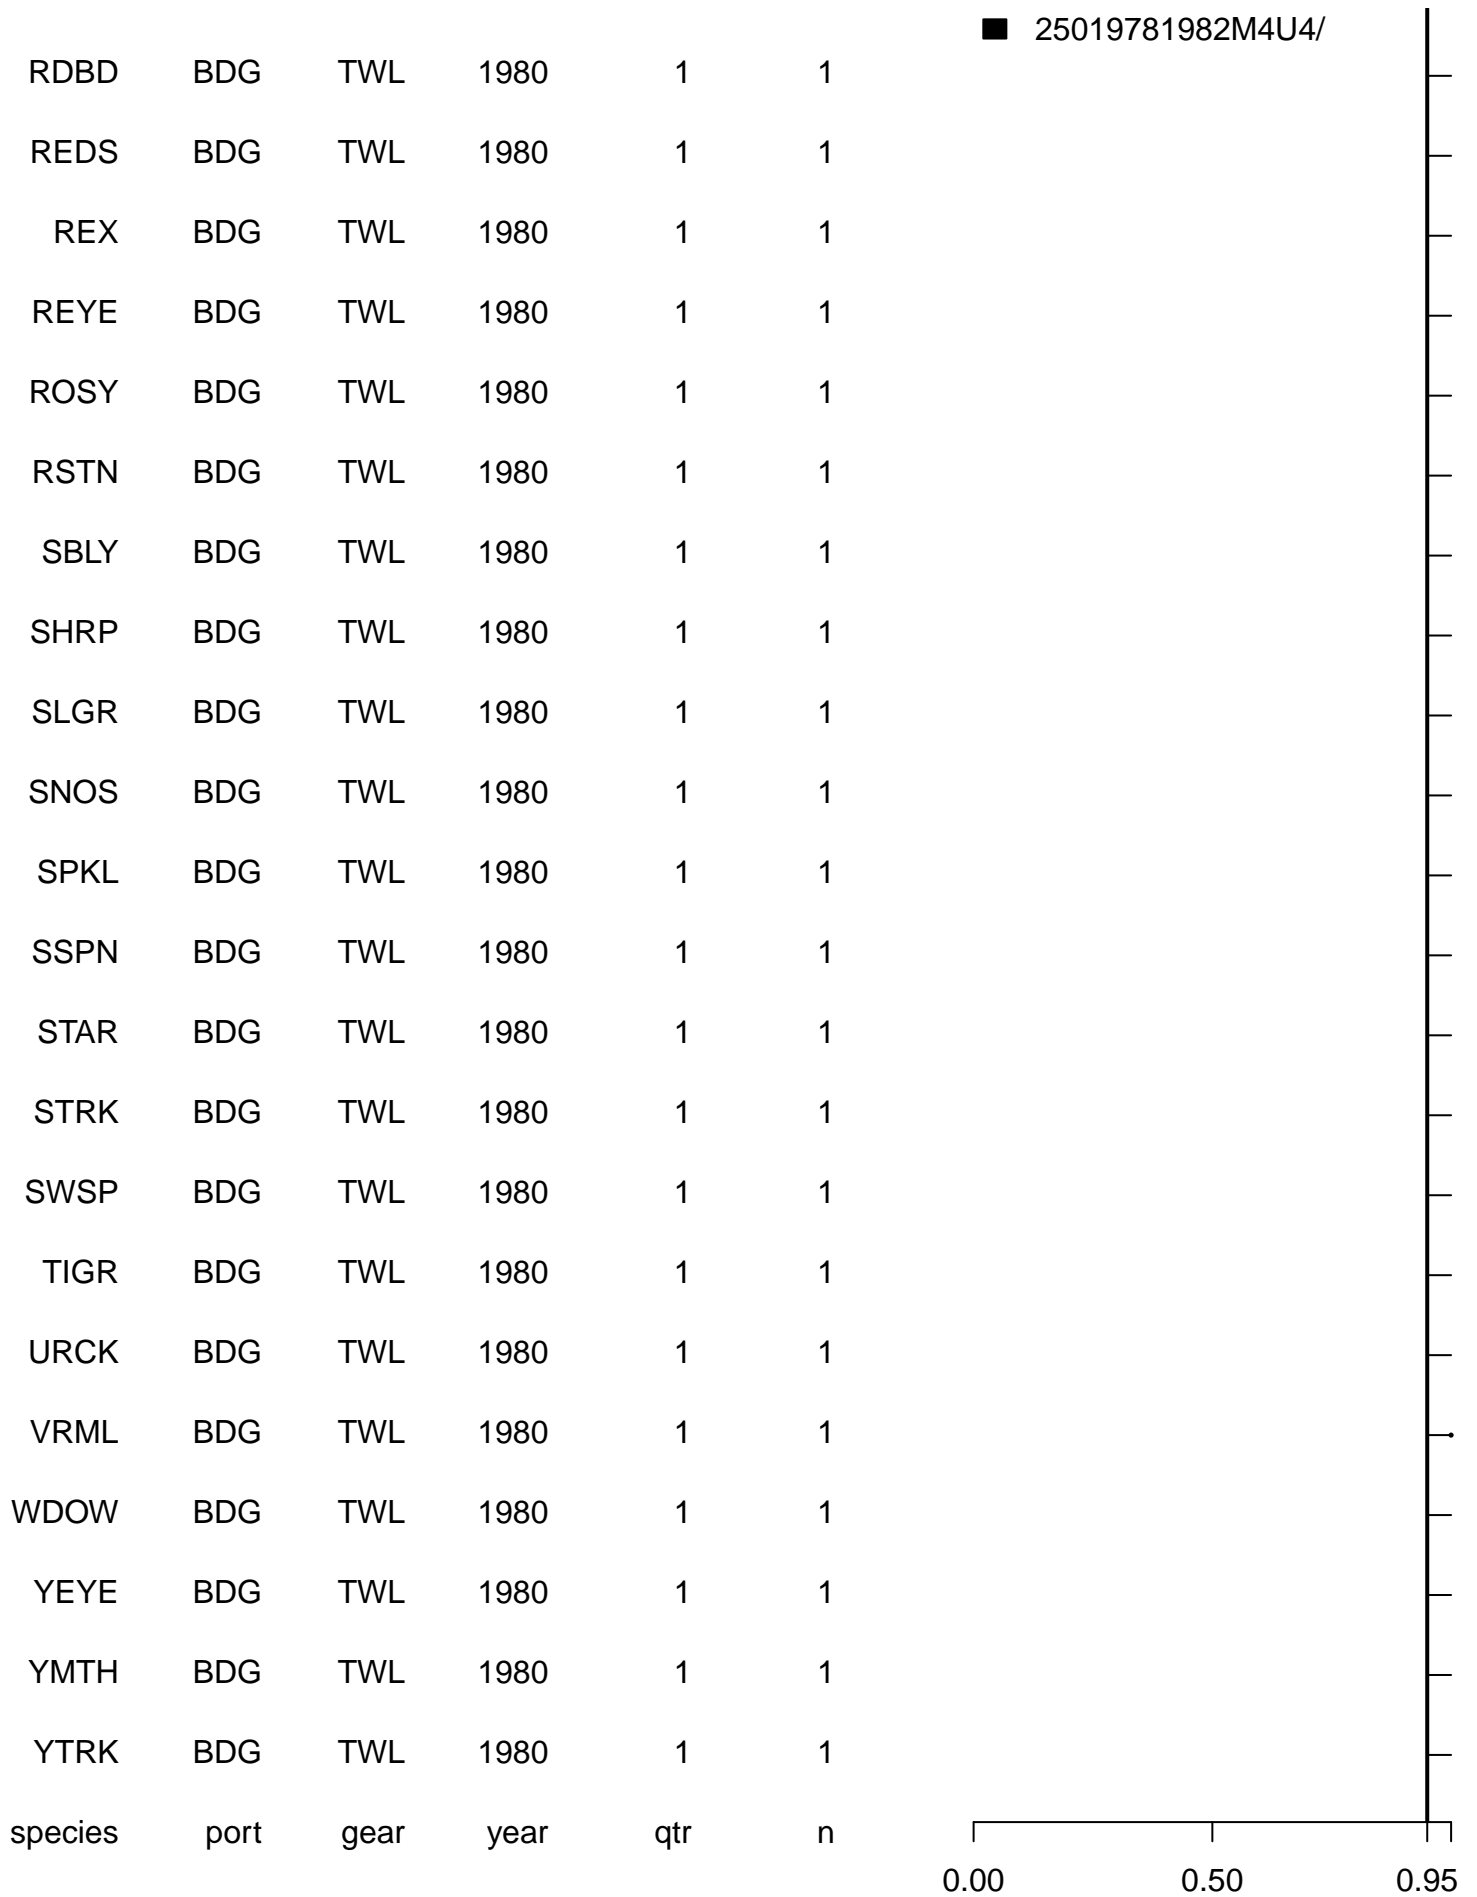 25019781982M4U4/
RDBD BDG TWL 1980 1 1
REDS BDG TWL 1980 1 1
REX BDG TWL 1980 1 1
REYE BDG TWL 1980 1 1
ROSY BDG TWL 1980 1 1
RSTN BDG TWL 1980 1 1
SBLY BDG TWL 1980 1 1
SHRP BDG TWL 1980 1 1
SLGR BDG TWL 1980 1 1
SNOS BDG TWL 1980 1 1
SPKL BDG TWL 1980 1 1
SSPN BDG TWL 1980 1 1
STAR BDG TWL 1980 1 1
STRK BDG TWL 1980 1 1
SWSP BDG TWL 1980 1 1
TIGR BDG TWL 1980 1 1
URCK BDG TWL 1980 1 1
VRML BDG TWL 1980 1 1
WDOW BDG TWL 1980 1 1
YEYE BDG TWL 1980 1 1
YMTH BDG TWL 1980 1 1
YTRK BDG TWL 1980 1 1
species port gear year qtr n
0.00 0.50 0.95